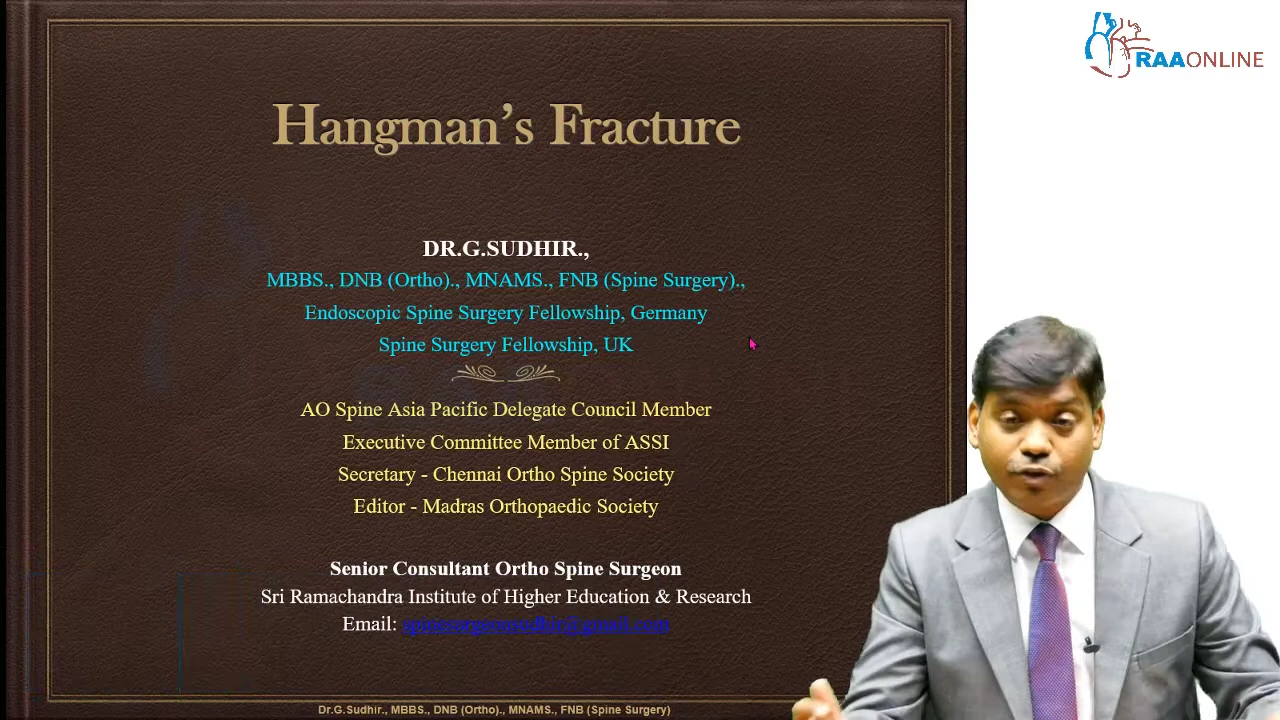 RAAONLINE
Hangman's Fracture
DR.G.SUDHIR.,
MBBS., DNB (Ortho)., MNAMS., FNB (Spine Surgery).,
Endoscopic Spine Surgery Fellowship, Germany
Spine Surgery Fellowship, UK
AO Spine Asia Pacific Delegate Council Member
Executive Committee Member of ASSI
Secretary - Chennai Ortho Spine Society
Editor - Madras Orthopaedic Society
Senior Consultant Ortho Spine Surgeon
Sri Ramachandra Institute of Higher Education & Research
Email: spinesurgeonsudhir@gmail.com
Dr.G.Sudhir., MBBS., DNB (Ortho)., MNAMS., FNB (Spine Surgery)